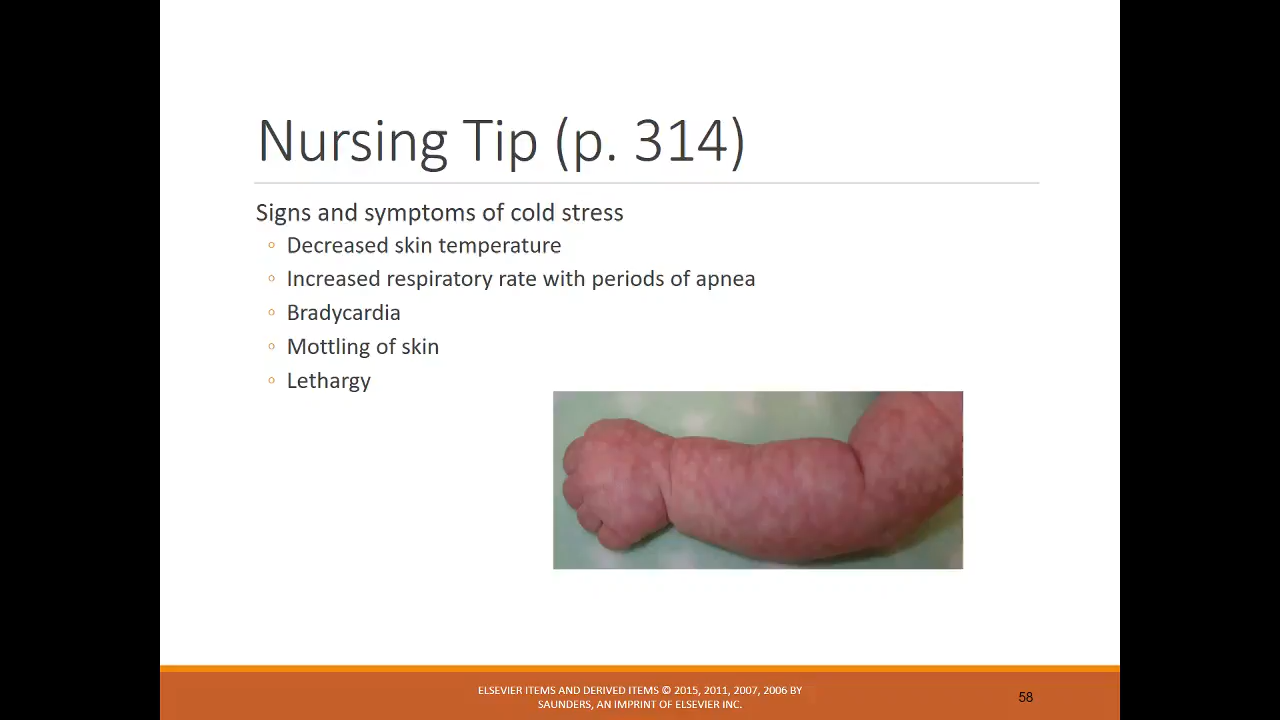 Nursing Tip (p. 314)
Signs and symptoms of cold stress
◦ Decreased skin temperature
◦ Increased respiratory rate with periods of apnea
◦ Bradycardia
◦ Mottling of skin
◦ Lethargy
ELSEVIER ITEMS AND DERIVED ITEMS © 2015, 2011, 2007, 2006 BY
SAUNDERS, AN IMPRINT OF ELSEVIER INC.
58